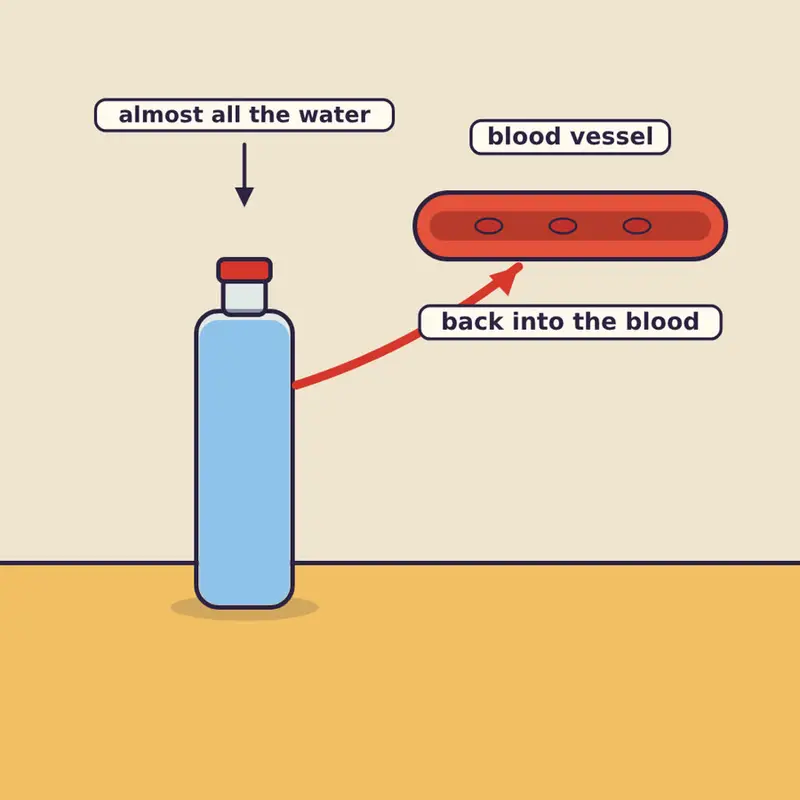 almost all the water
blood vessel
back into the blood